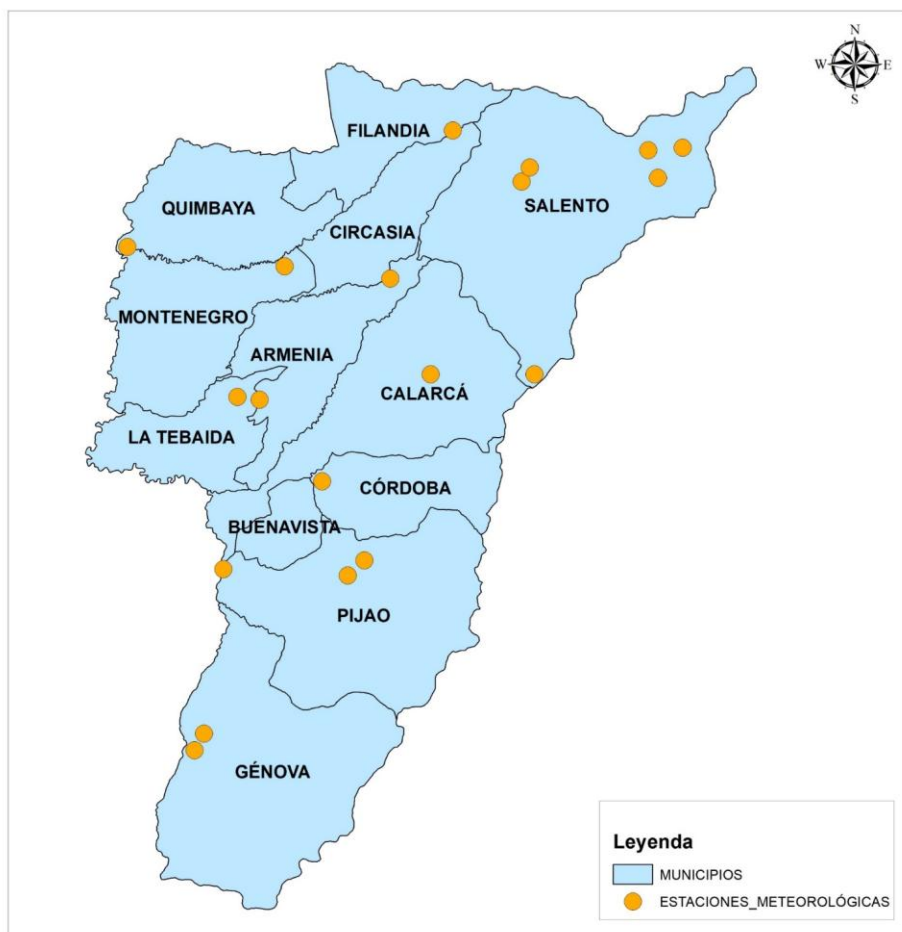 N
W E
S
FILANDIA
SALENTO
QUIMBAYA
CIRCASIA
MONTENEGRO
ARMENIA
CALARCÁ
LA TEBAIDA
CÓRDOBA
BUENAVISTA
PIJAO
GÉNOVA
Leyenda
MUNICIPIOS
ESTACIONES_METEOROLÓGICAS